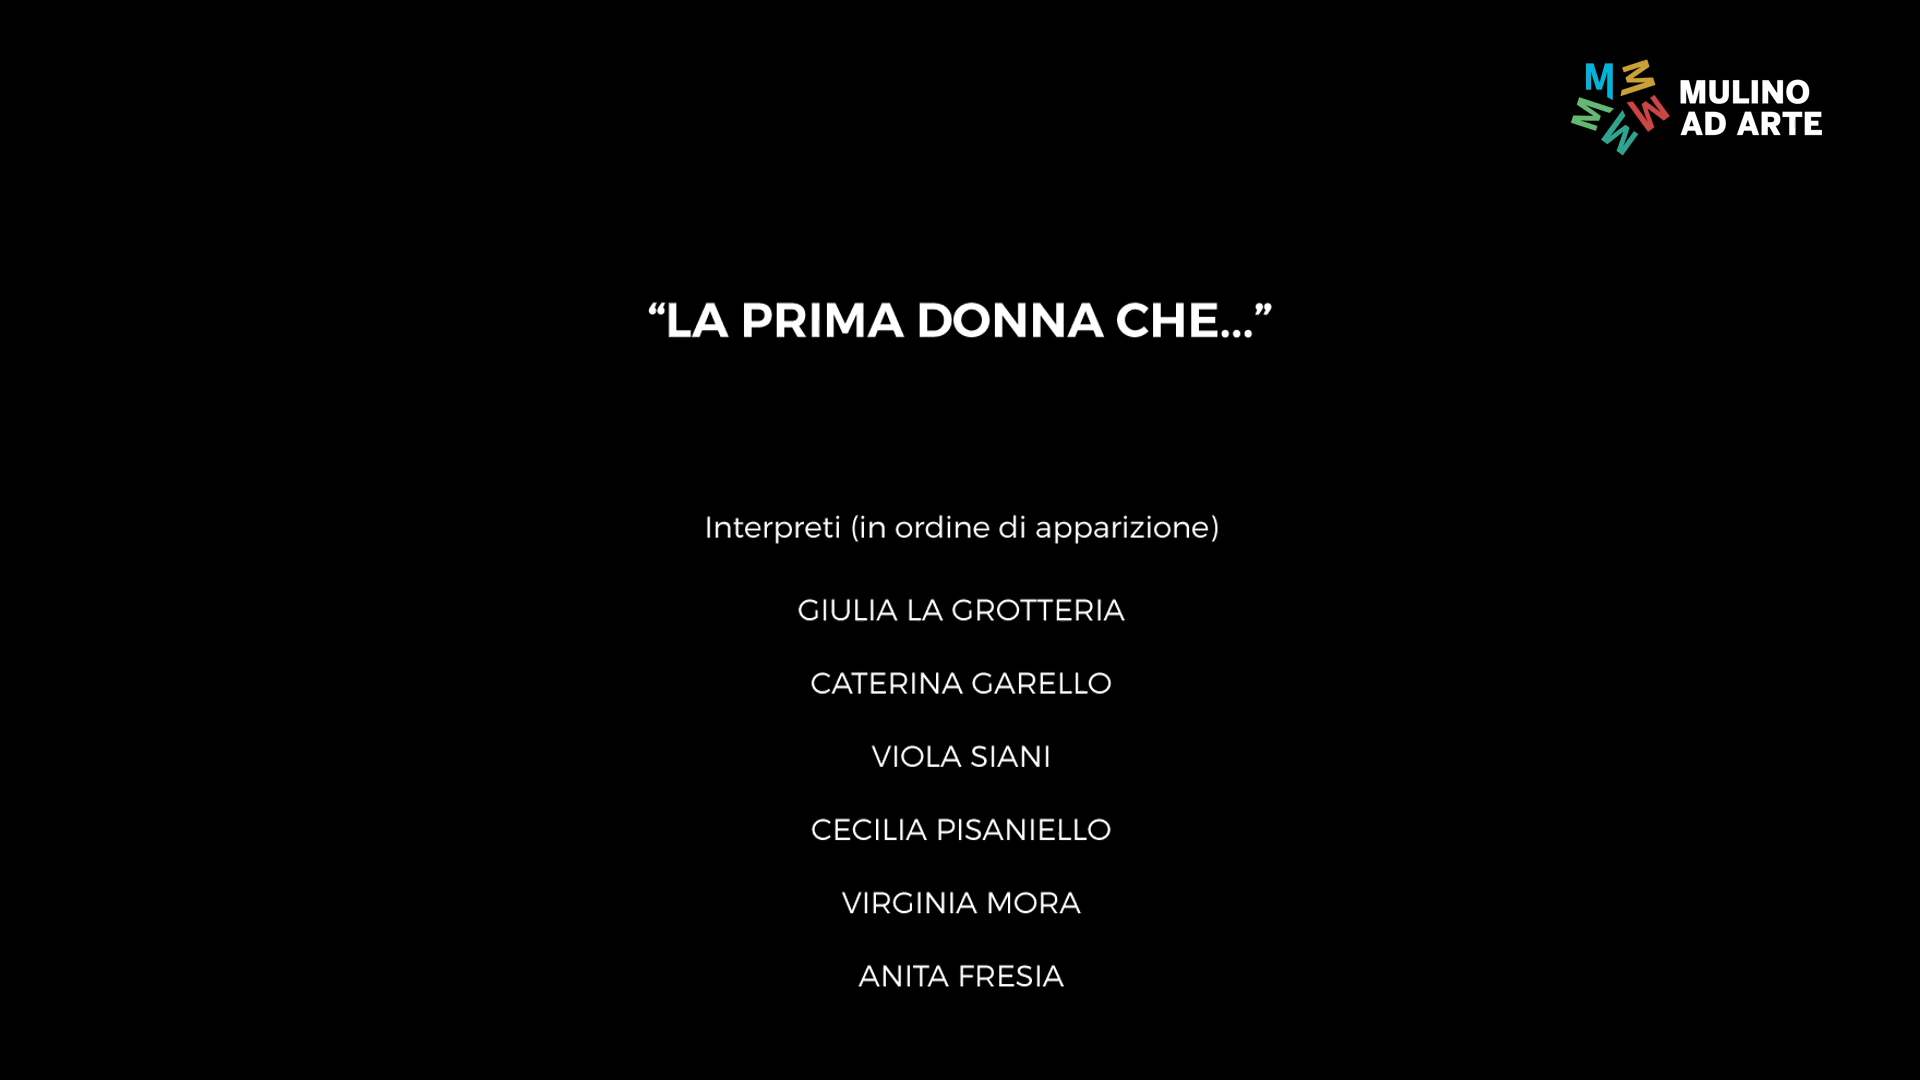 MULINO
AD ARTE
“LA PRIMA DONNA CHE...”
Interpreti (in ordine di apparizione)
GIULIA LA GROTTERIA
CATERINA GARELLO
VIOLA SIANI
CECILIA PISANIELLO
VIRGINIA MORA
ANITA FRESIA